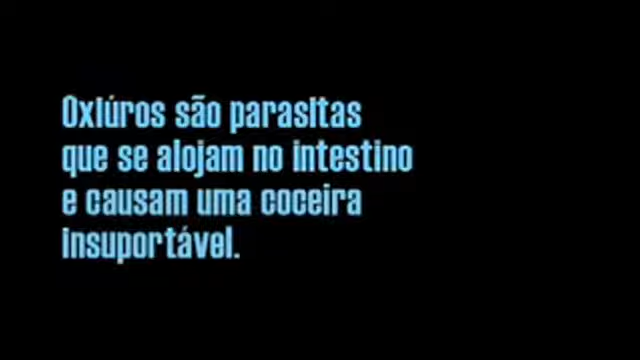 Oxiúros são parasitas
que se alojam no intestino
e causam uma coceira
insuportável.